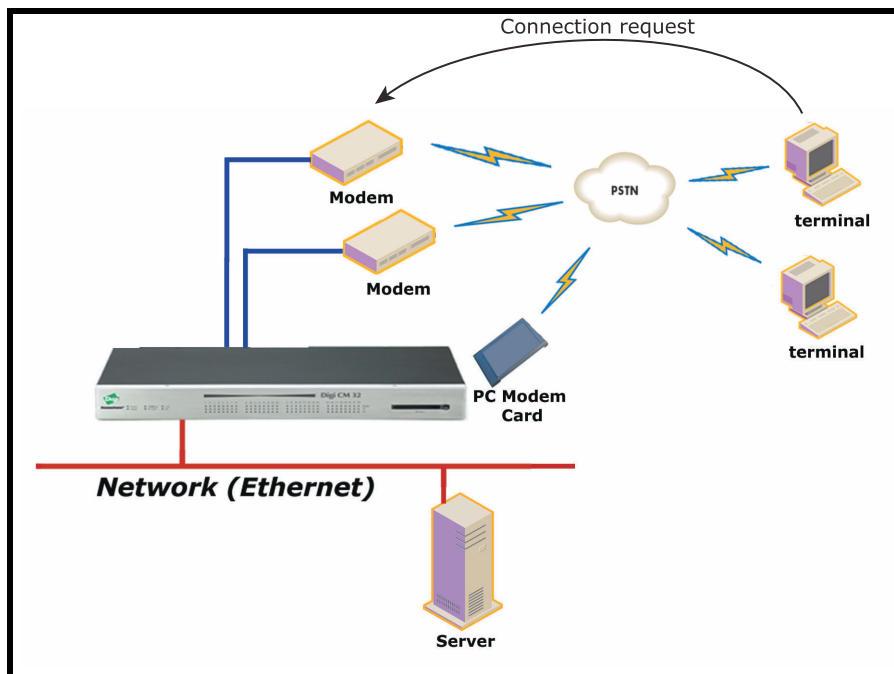 Connection request
Modem
PSTN
terminal
Modem
terminal
Digi CM 32
PC Modem
Card
Network (Ethernet)
Server